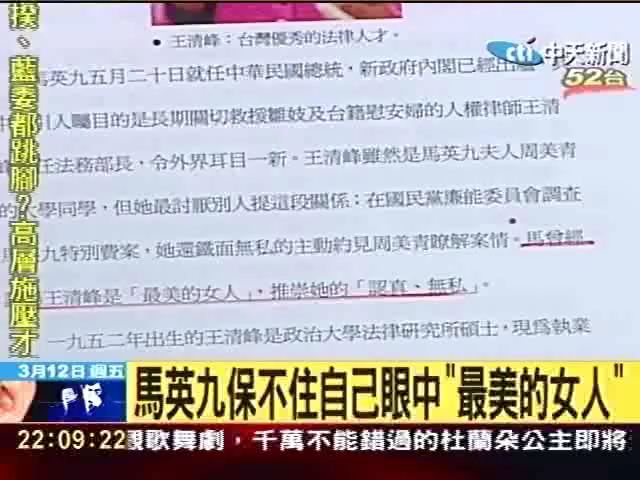 • 王清峰：台灣優秀的法律人才。
cti 中天新聞
52台
馬英九五月二十日就任中華民國總統，新政府內閣已經出
引人矚目的是長期關切救援雛妓及台籍慰安婦的人權律師王清
任法務部長，令外界耳目一新。王清峰雖然是馬英九夫人周美青
的大學同學，但她最討厭別人提這段關係：在國民黨廉能委員會調查
九特別費案，她還鐵面無私的主動約見周美青瞭解案情。馬曾經
王清峰是「最美的女人」，推崇她的「認真、無私」。
一九五二年出生的王清峰是政治大學法律研究所碩士，現為執業
撲、藍委都跳腳？高層施壓才
3月12日 週五
馬英九保不住自己眼中"最美的女人"
22:09:22
歌舞劇，千萬不能錯過的杜蘭朵公主即將